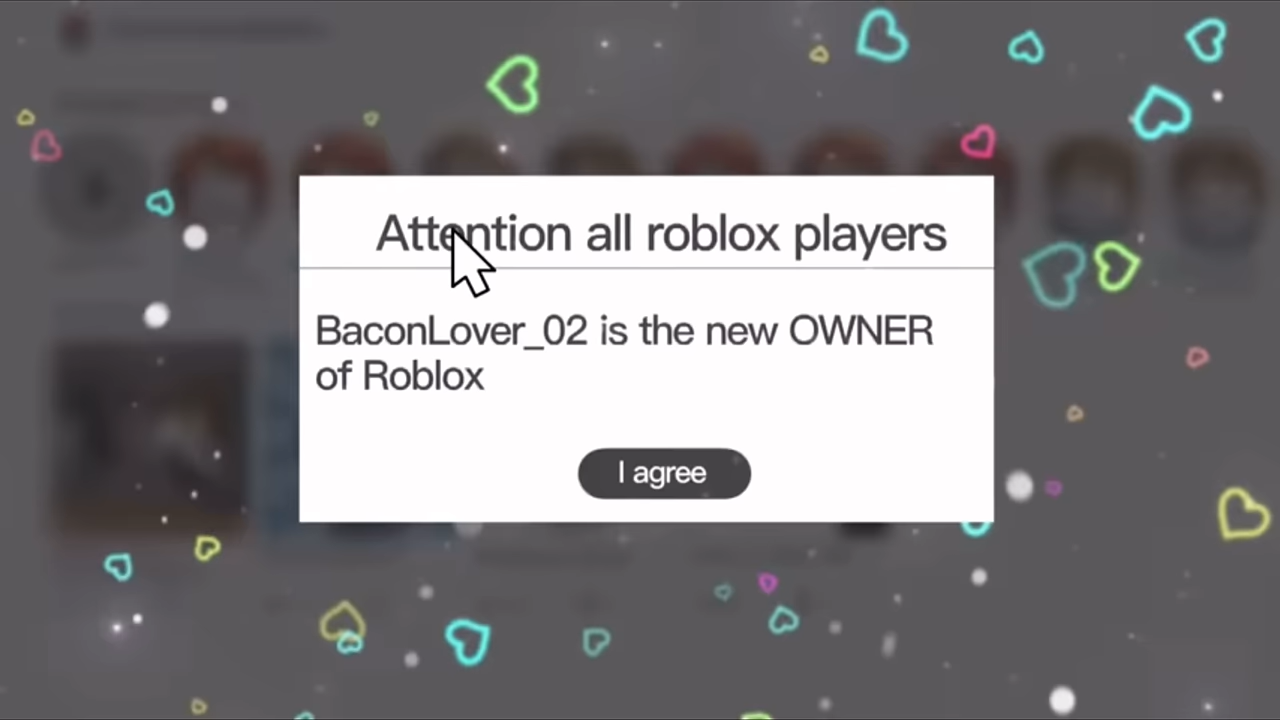 Attention all roblox players
BaconLover_02 is the new OWNER
of Roblox
I agree